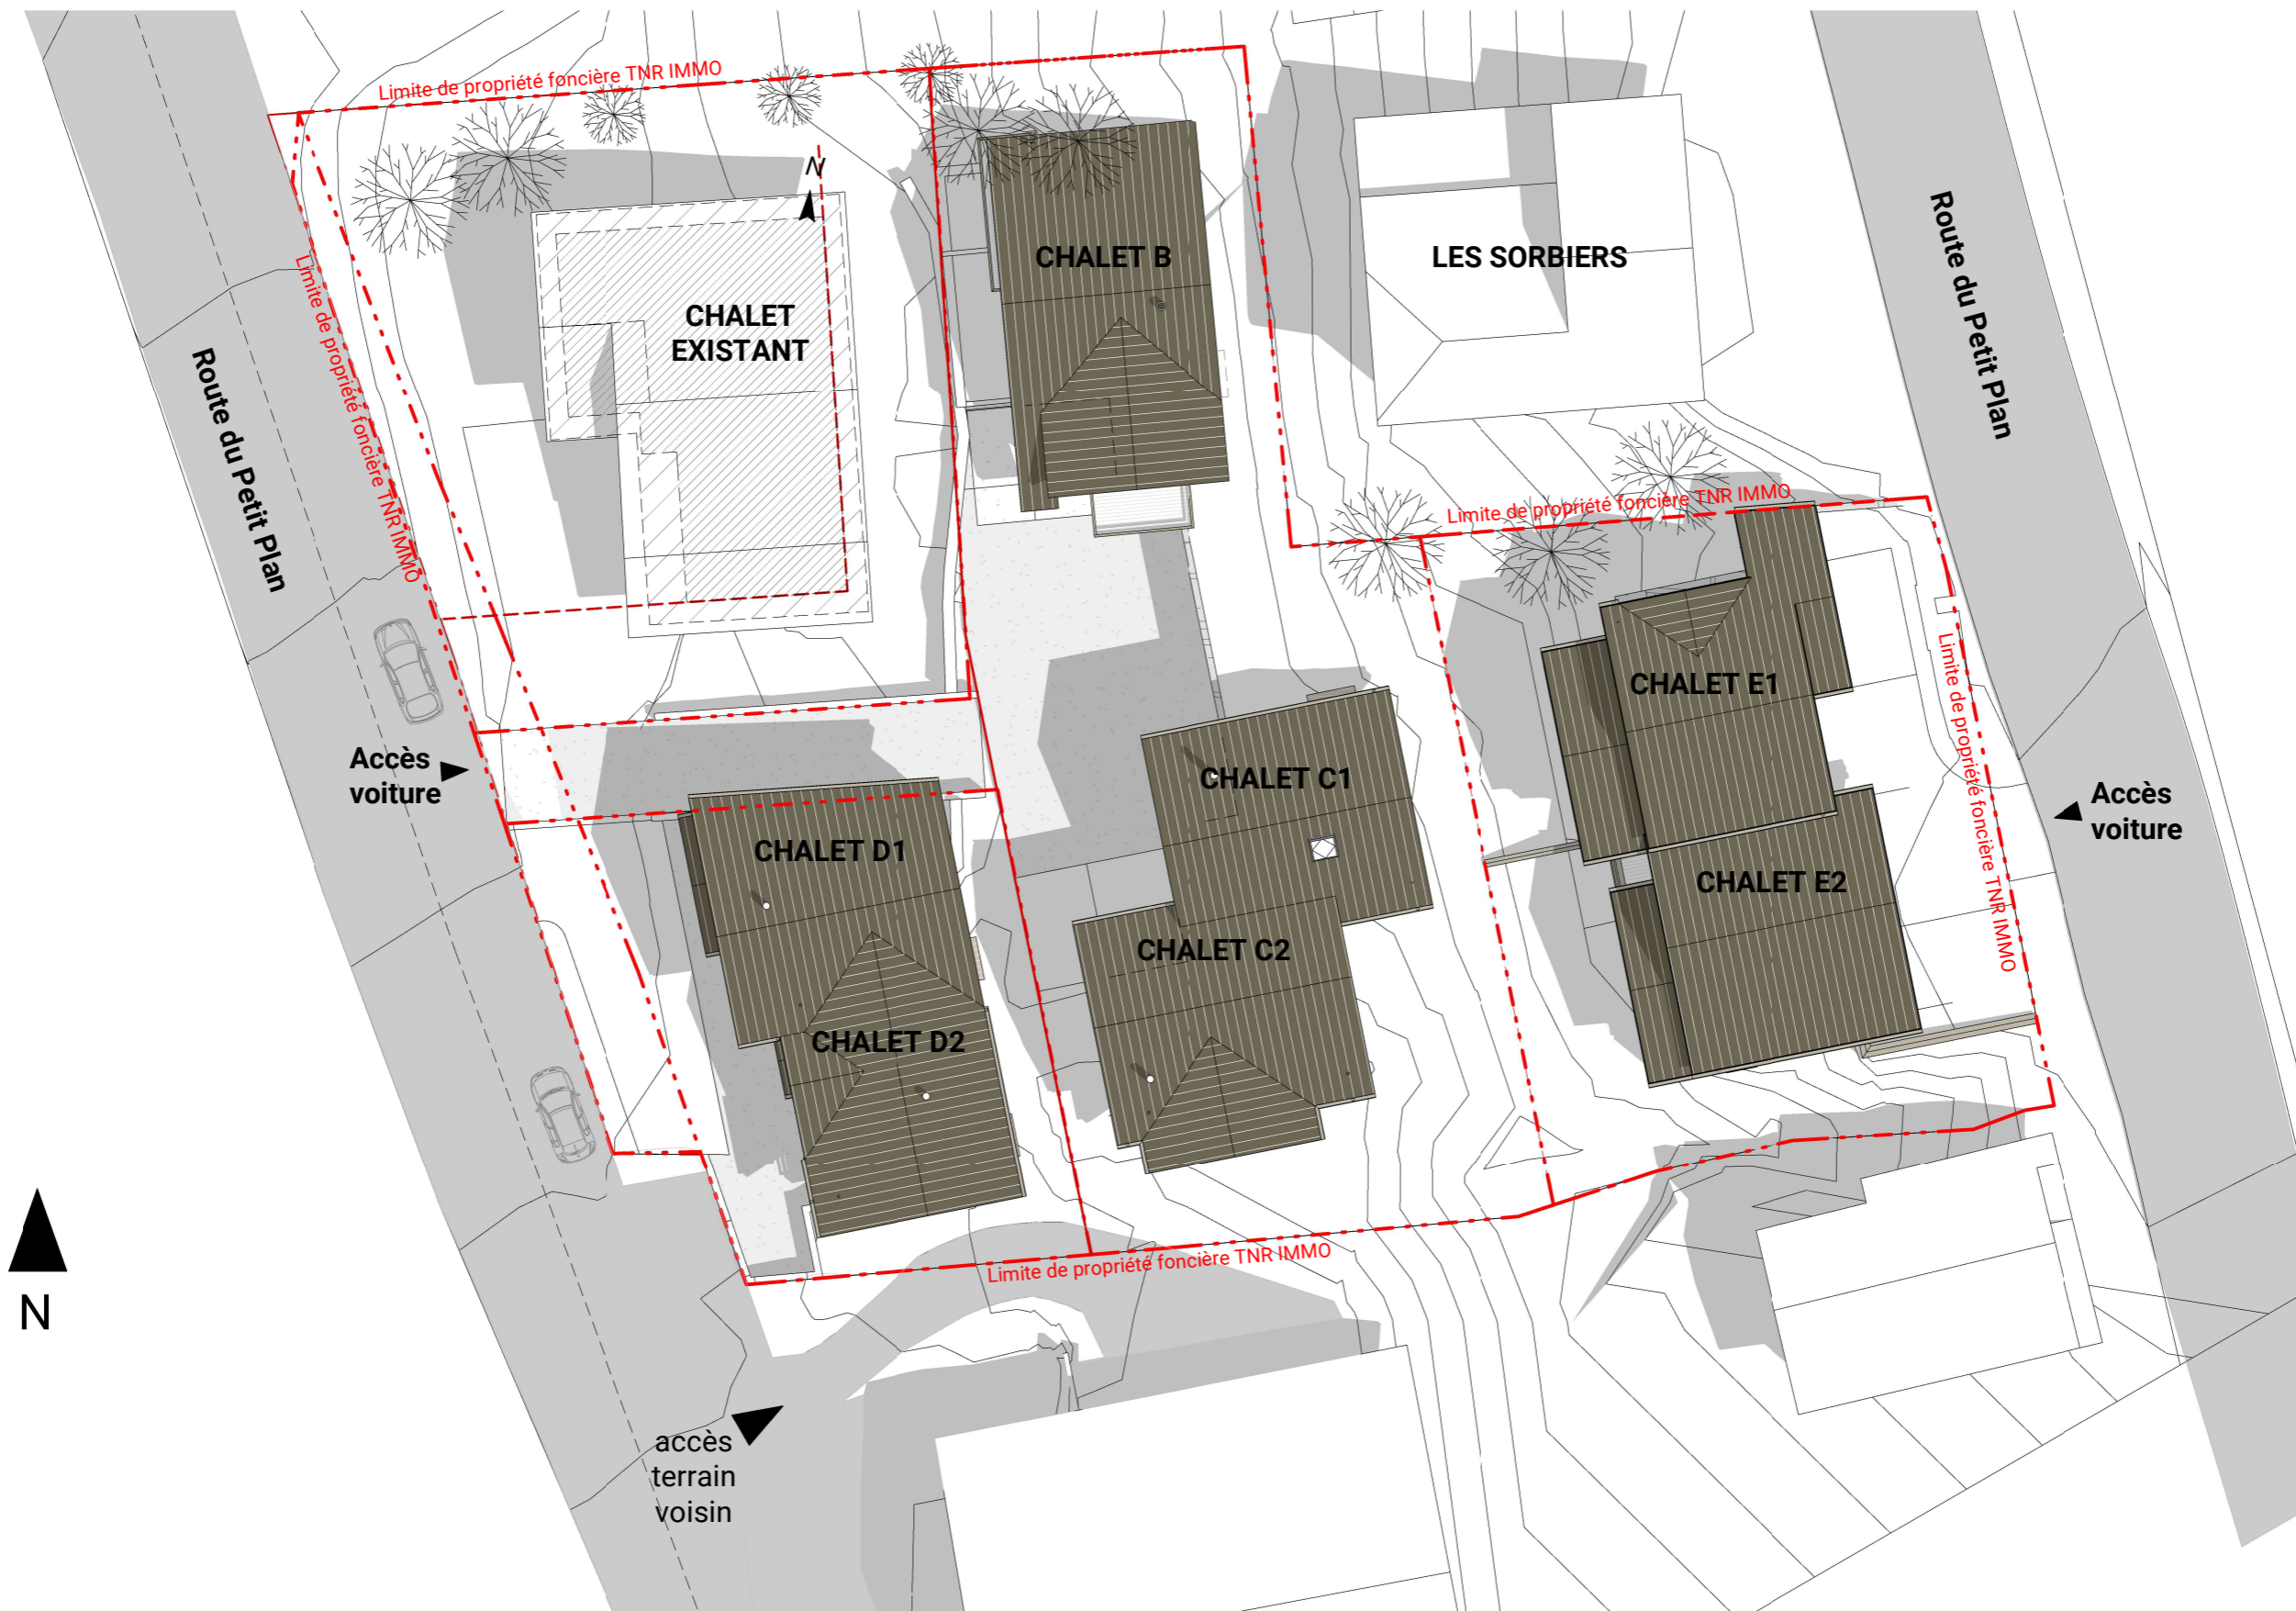 Limite de propriété foncière TNR IMMO
N
CHALET B
LES SORBIERS
Route du Petit Plan
CHALET
EXISTANT
Limite de propriété foncière TNR IMMO
Route du Petit Plan
Limite de propriété foncière TNR IMMO
CHALET E1
Limite de propriété foncière TNR IMMO
Accès
voiture
CHALET C1
Accès
voiture
CHALET D1
CHALET E2
CHALET C2
CHALET D2
Limite de propriété foncière TNR IMMO
N
accès
terrain
voisin